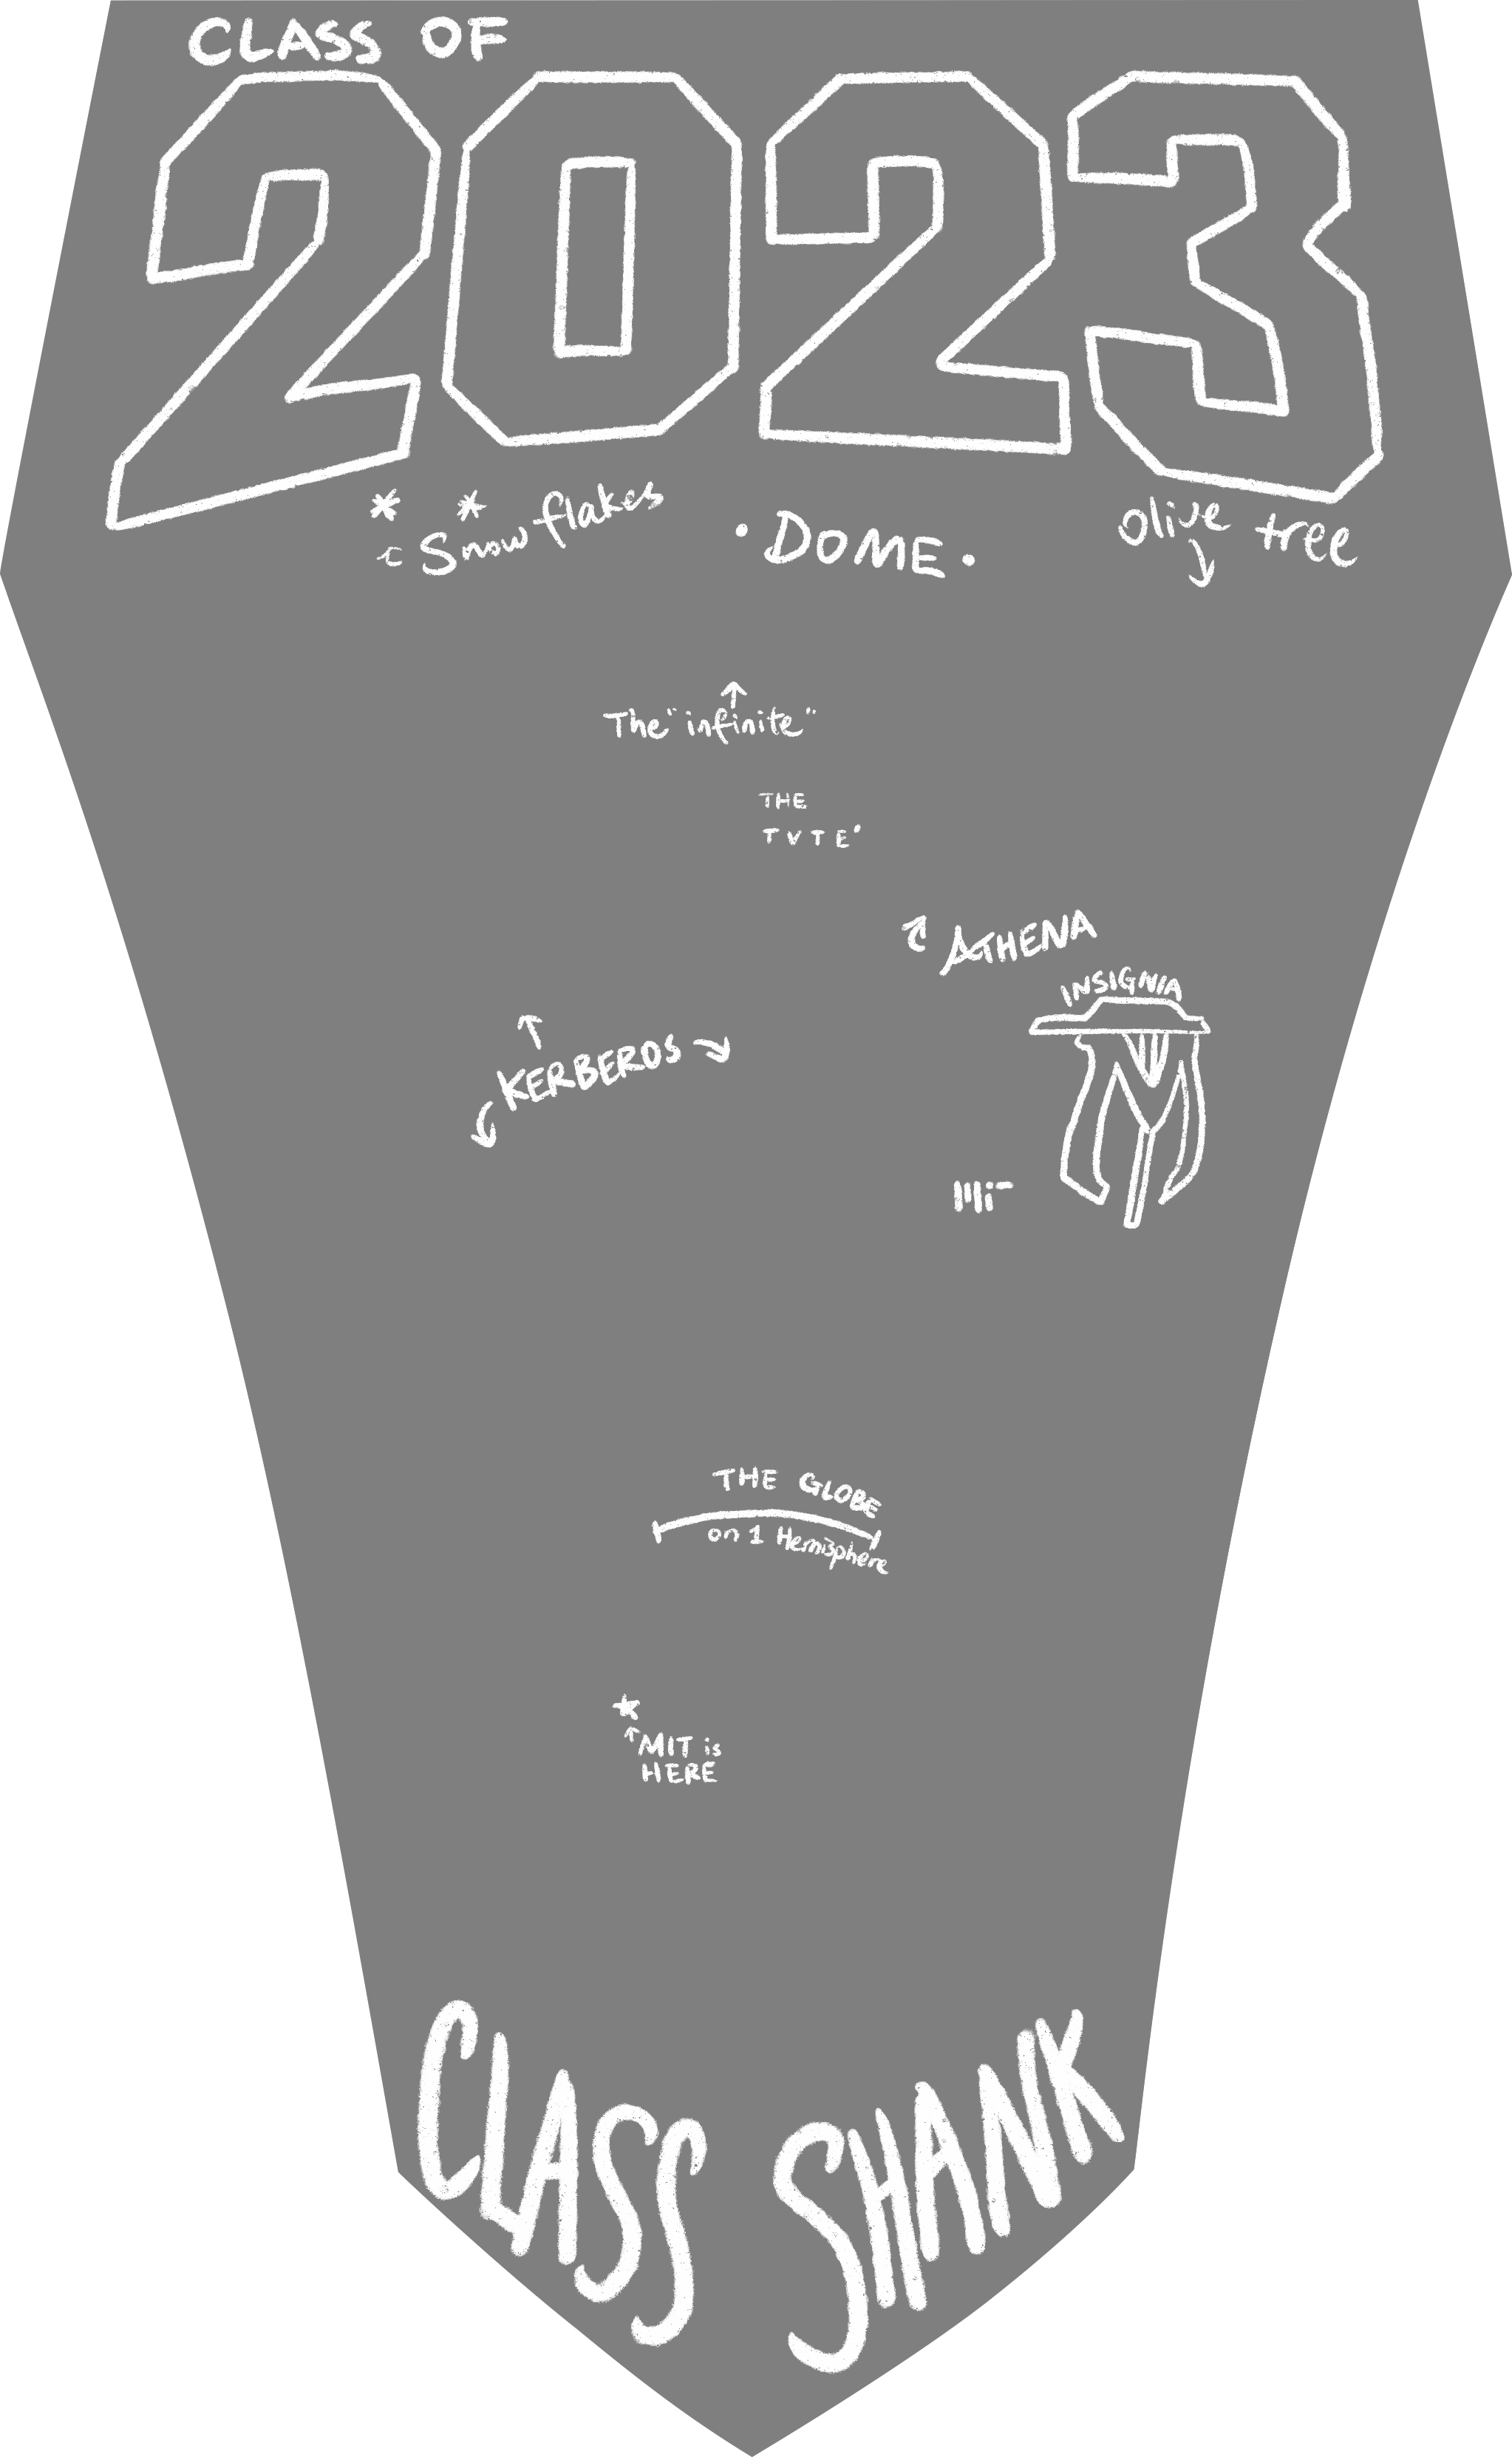 CLASS OF
2023
Snowflakes
· DOME ·
Olive tree
The "infinite"
THE
TVTE'
ATHENA
INSIGNIA
KERBEROS
MIT
THE GLOBE
on 1 Hemisphere
MIT is
HERE
CLASS SHANK